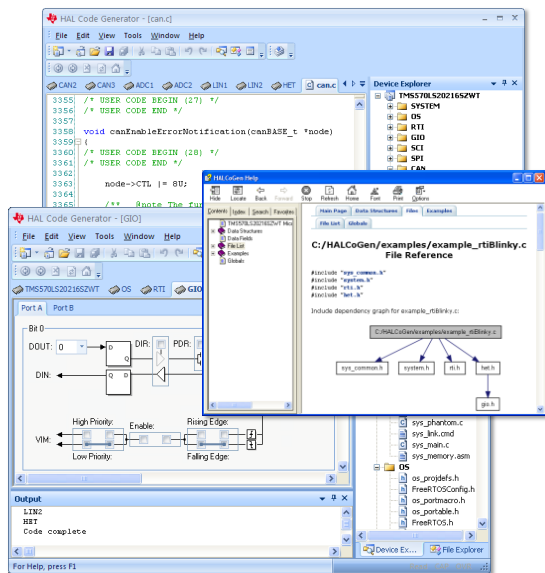 HAL Code Generator - [can.c]
File Edit View Tools Window Help
CAN2 CAN3 ADC1 ADC2 LIN1 LIN2 HET can.c
3355 /* USER CODE BEGIN (27) */
3356 /* USER CODE END */
3357
3358 void canEnableErrorNotification(canBASE_t *node)
3359 {
3360 /* USER CODE BEGIN (28) */
3361 /* USER CODE END */
3362
3363 node->CTL |= 8U;
3364
3365 /** @note The fun
Device Explorer
TMS570LS20216SZWT
SYSTEM
OS
RTI
GIO
SCI
SPI
CAN
HALCoGen Help
Hide Locate Back Forward Stop Refresh Home Font Print Options
Contents Index Search Favorites
TMS570LS20216SZWT Hica
Data Structures
Data Fields
File List
Examples
Globals
Main Page Data Structures Files Examples
File List Globals
C:/HALCoGen/examples/example_rtiBlinky.c
File Reference
#include "sys_common.h"
#include "system.h"
#include "rti.h"
#include "het.h"
Include dependency graph for example_rtiBlinky.c:
C:/HALCoGen/examples/example_rtiBlinky.c
sys_common.h system.h rti.h het.h
gio.h
HAL Code Generator - [GIO]
File Edit View Tools Window Help
TMS570LS20216SZWT OS RTI GIO
Port A Port B
Bit 0
DOUT: 0 D Q DIR: PDR:
DIN: Q D
High Priority: Enable: Rising Edge:
VIM:
Low Priority: Falling Edge:
Output
LIN2
HET
Code complete
For Help, press F1
sys_phantom.c
sys_link.cmd
sys_main.c
sys_memory.asm
OS
os_projdefs.h
FreeRTOSConfig.h
os_portmacro.h
os_portable.h
FreeRTOS.h
Device Ex... File Explorer